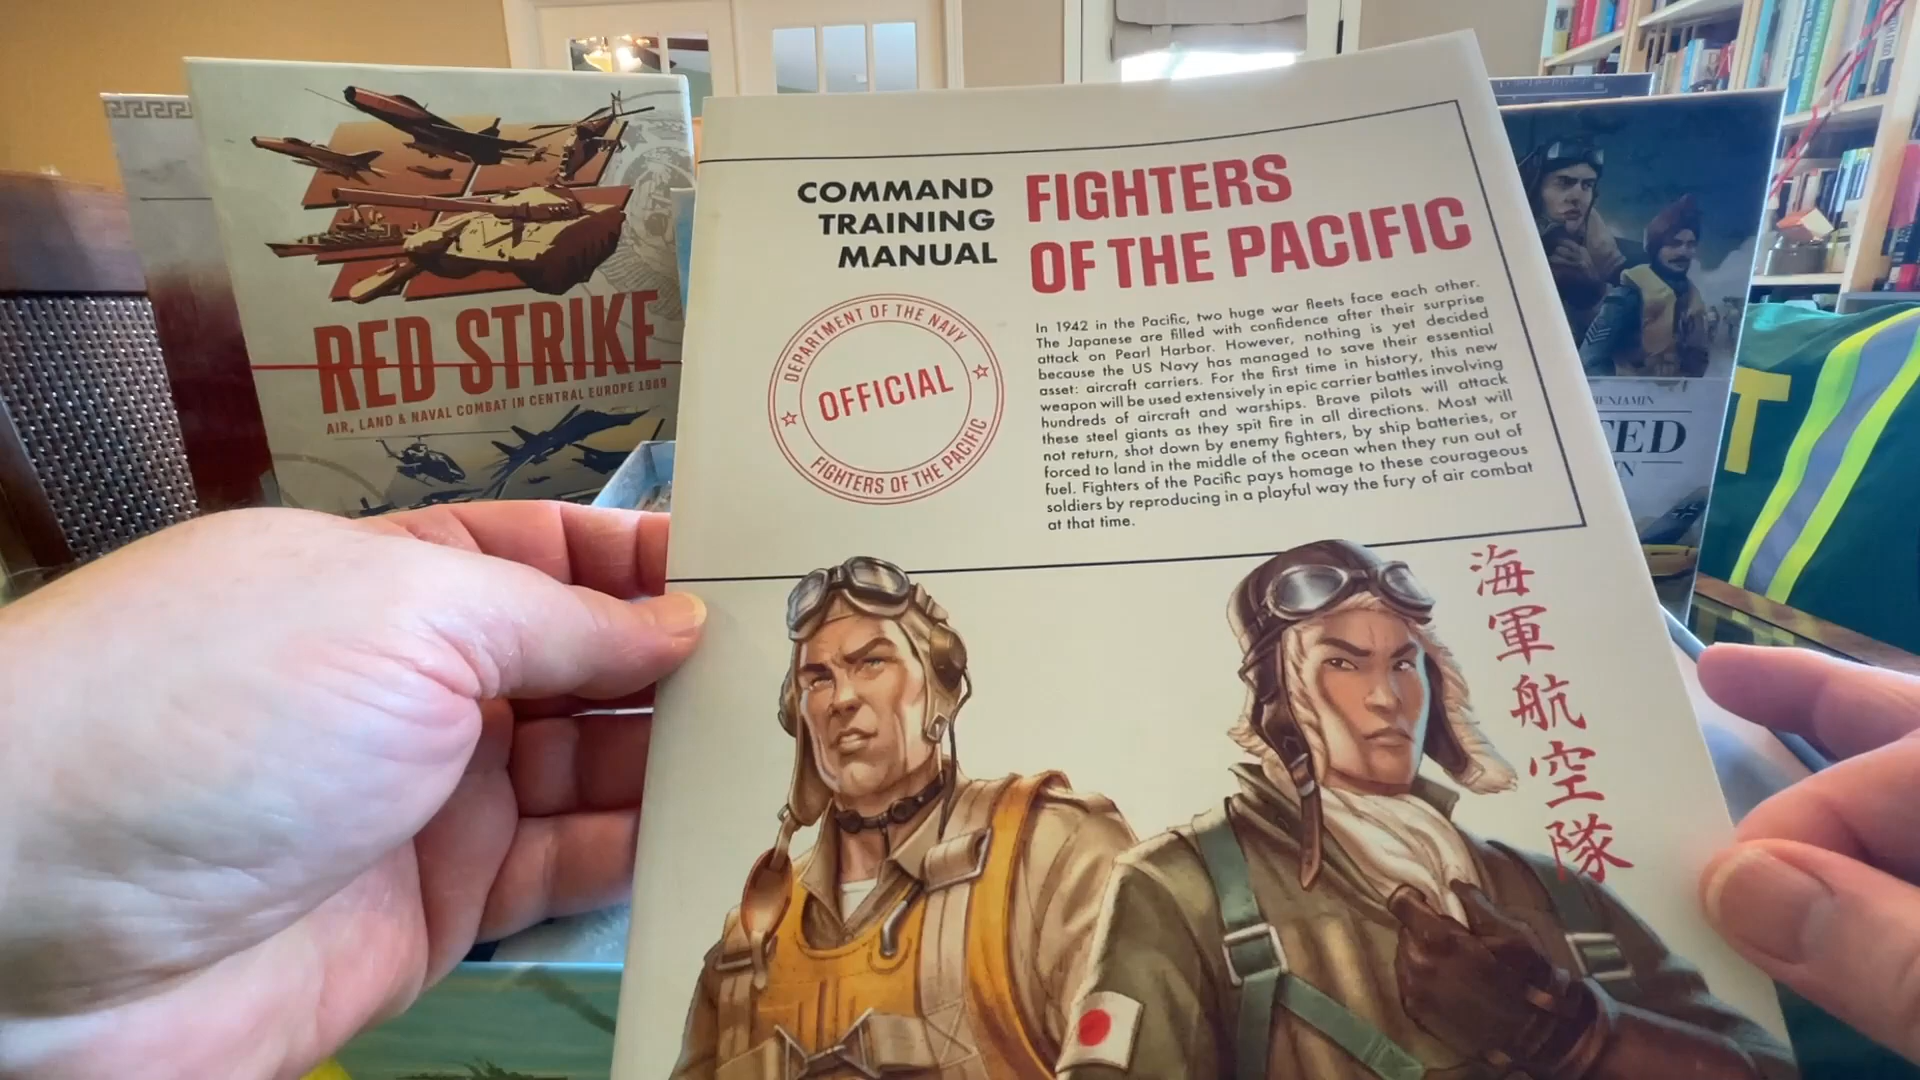 COMMAND
TRAINING
MANUAL
FIGHTERS
OF THE PACIFIC
DEPARTMENT OF THE NAVY
OFFICIAL
FIGHTERS OF THE PACIFIC
In 1942 in the Pacific, two huge war fleets face each other.
The Japanese are filled with confidence after their surprise
attack on Pearl Harbor. However, nothing is yet decided
because the US Navy has managed to save their essential
asset: aircraft carriers. For the first time in history, this new
weapon will be used extensively in epic carrier battles involving
hundreds of aircraft and warships. Brave pilots will attack
these steel giants as they spit fire in all directions. Most will
not return, shot down by enemy fighters, by ship batteries, or
forced to land in the middle of the ocean when they run out of
fuel. Fighters of the Pacific pays homage to these courageous
soldiers by reproducing in a playful way the fury of air combat
at that time.
海軍航空隊
RED STRIKE
AIR, LAND & NAVAL COMBAT IN CENTRAL EUROPE 1989
T